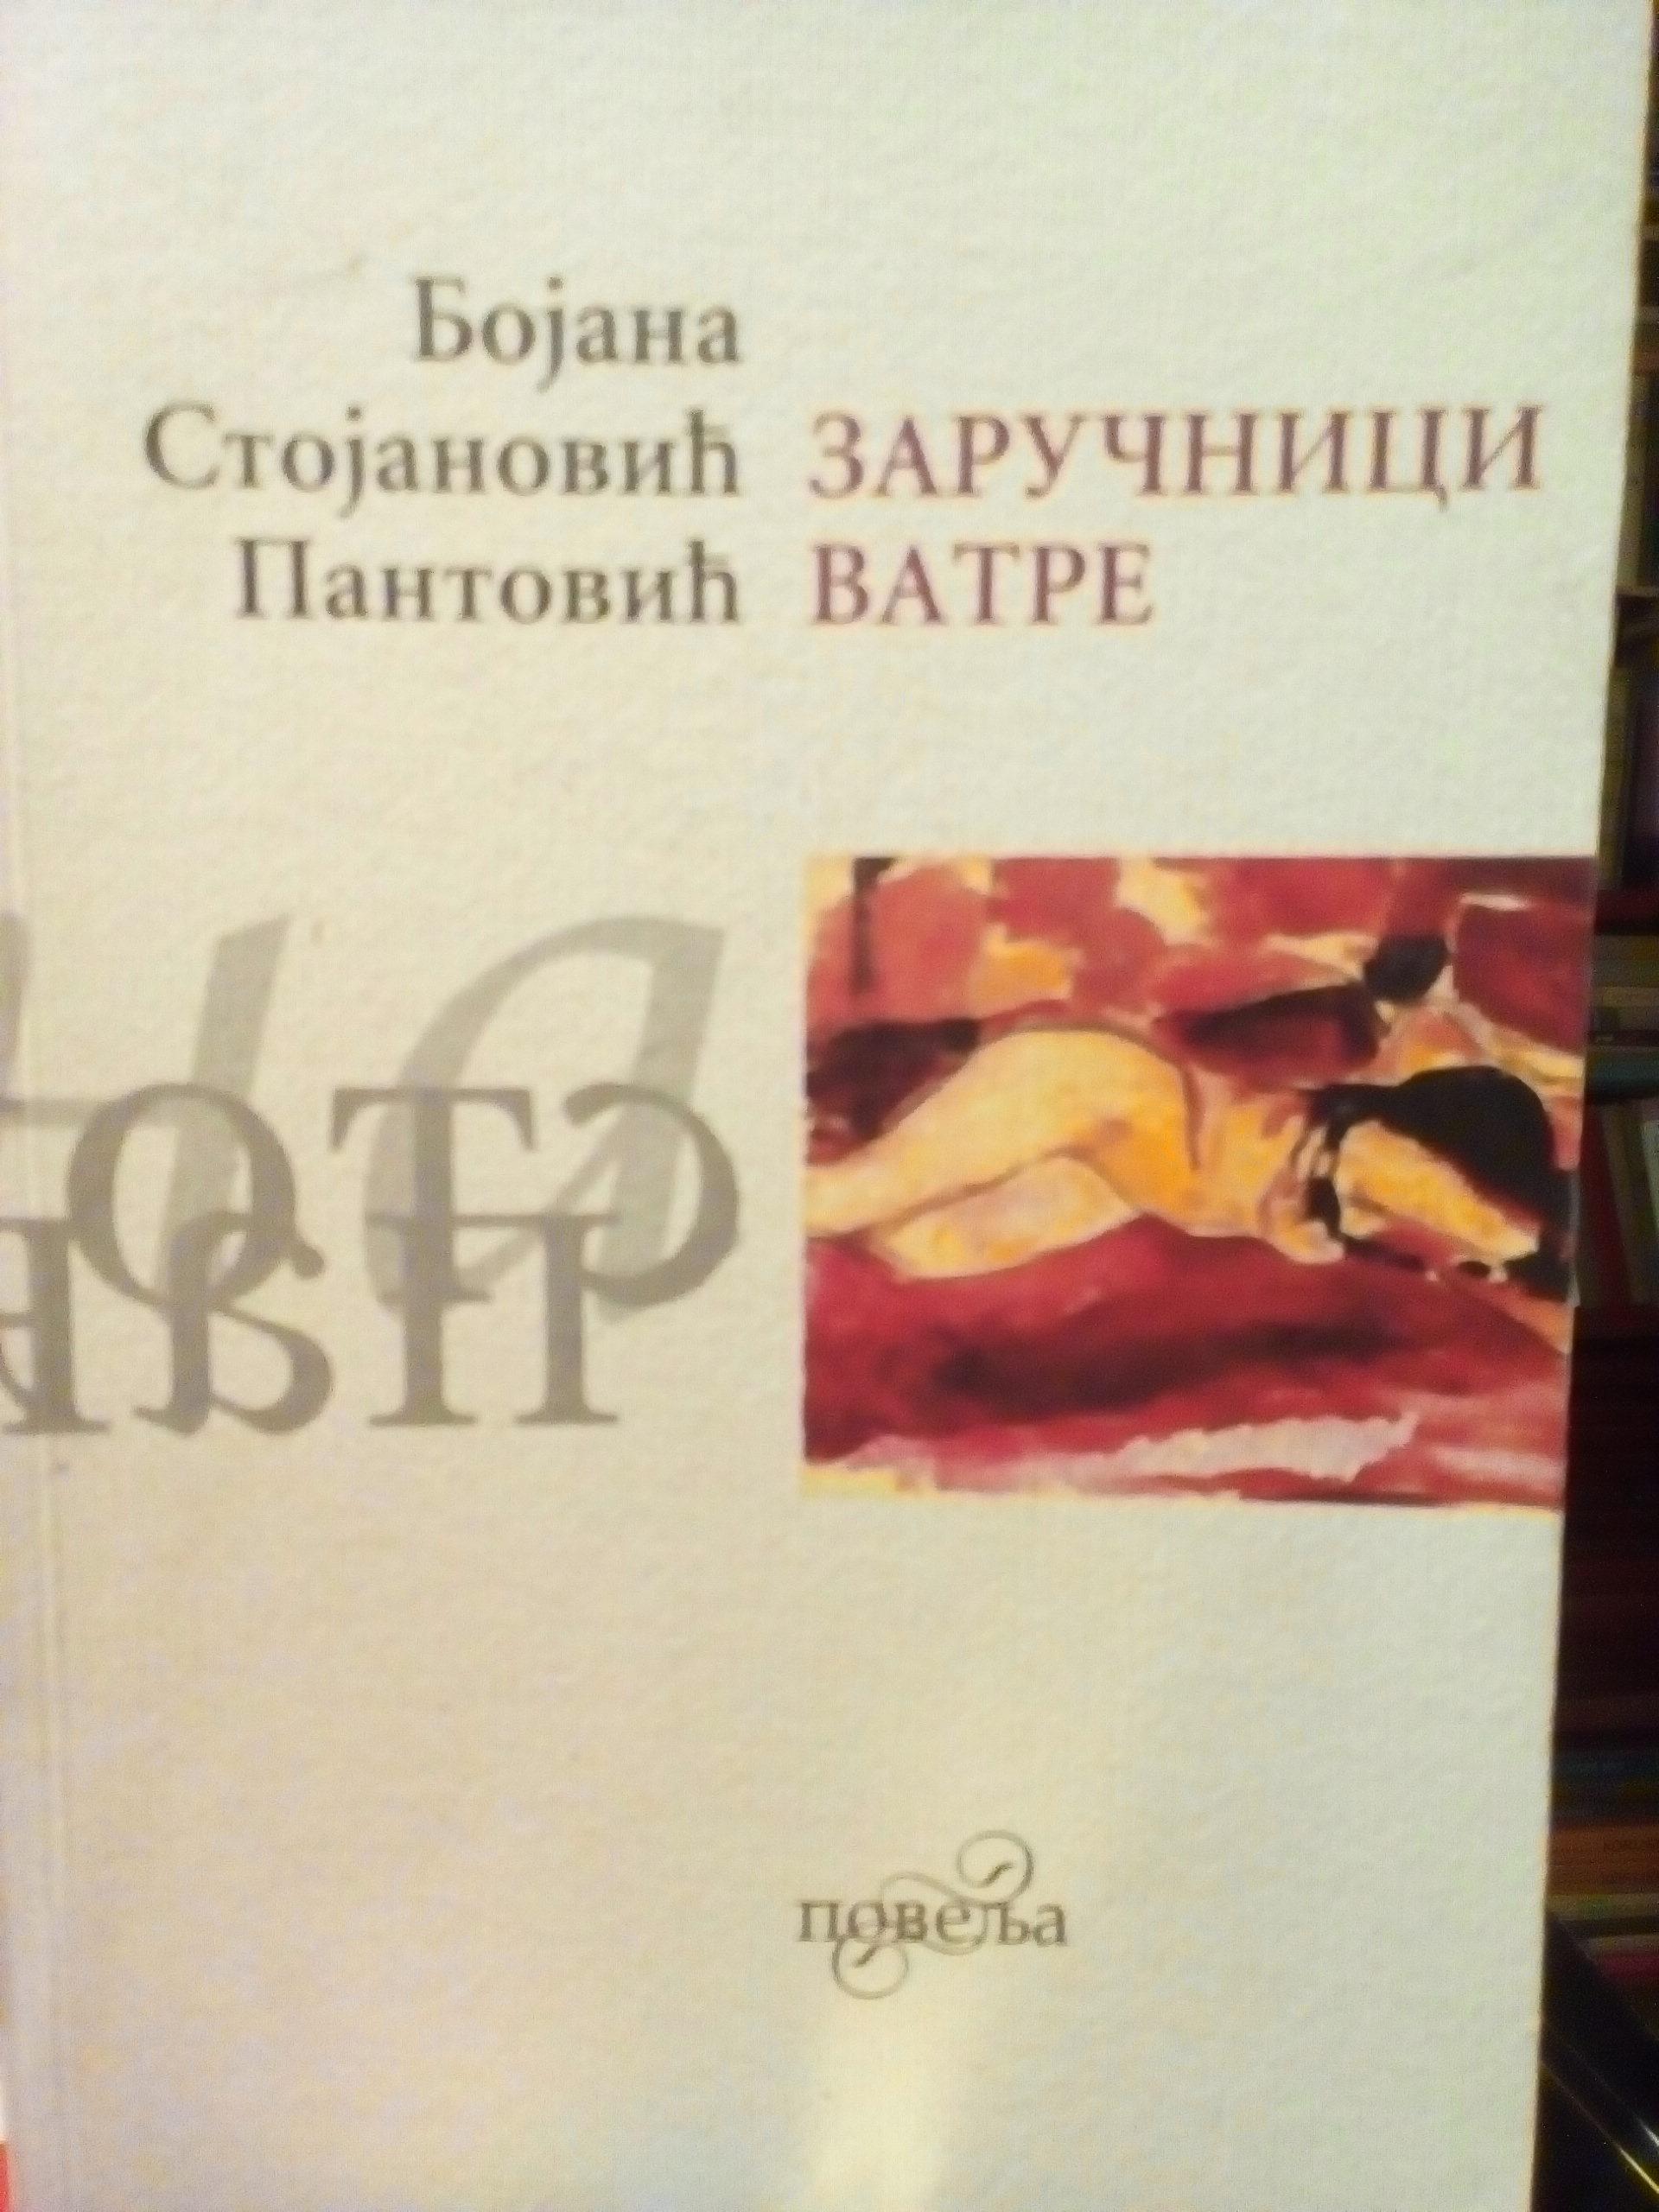 Бојана
Стојановић
Пантовић
ЗАРУЧНИЦИ
ВАТРЕ
повеља